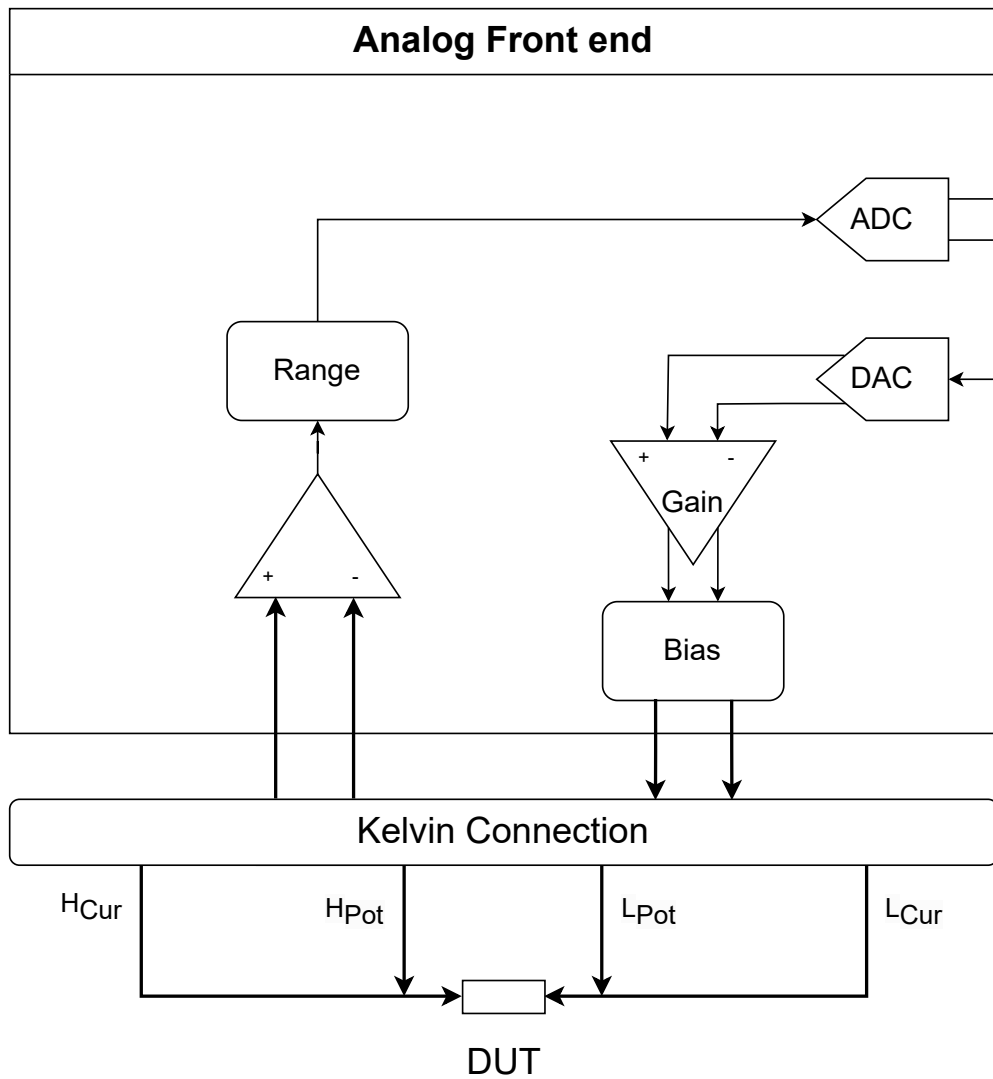 Analog Front end
ADC
Range
DAC
+ -
Gain
+ -
Bias
Kelvin Connection
HCur
HPot
LPot
LCur
DUT